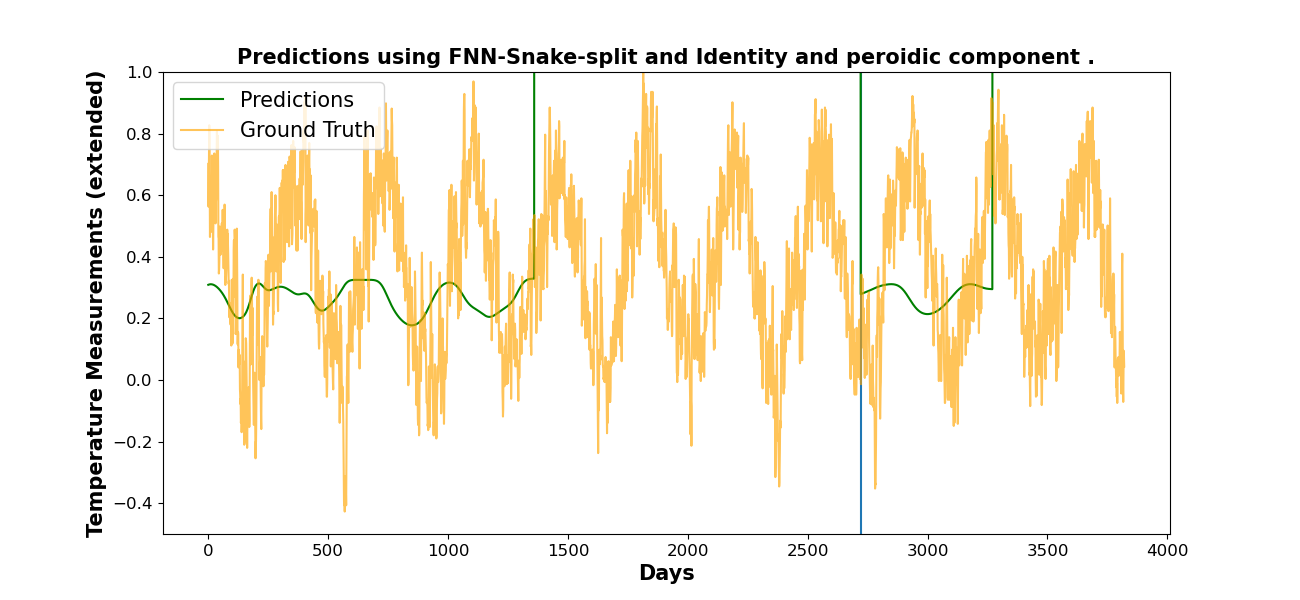 Predictions using FNN-Snake-split and Identity and peroidic component .
Temperature Measurements (extended)
1.0
0.8
0.6
0.4
0.2
0.0
−0.2
−0.4
Predictions
Ground Truth
0 500 1000 1500 2000 2500 3000 3500 4000
Days